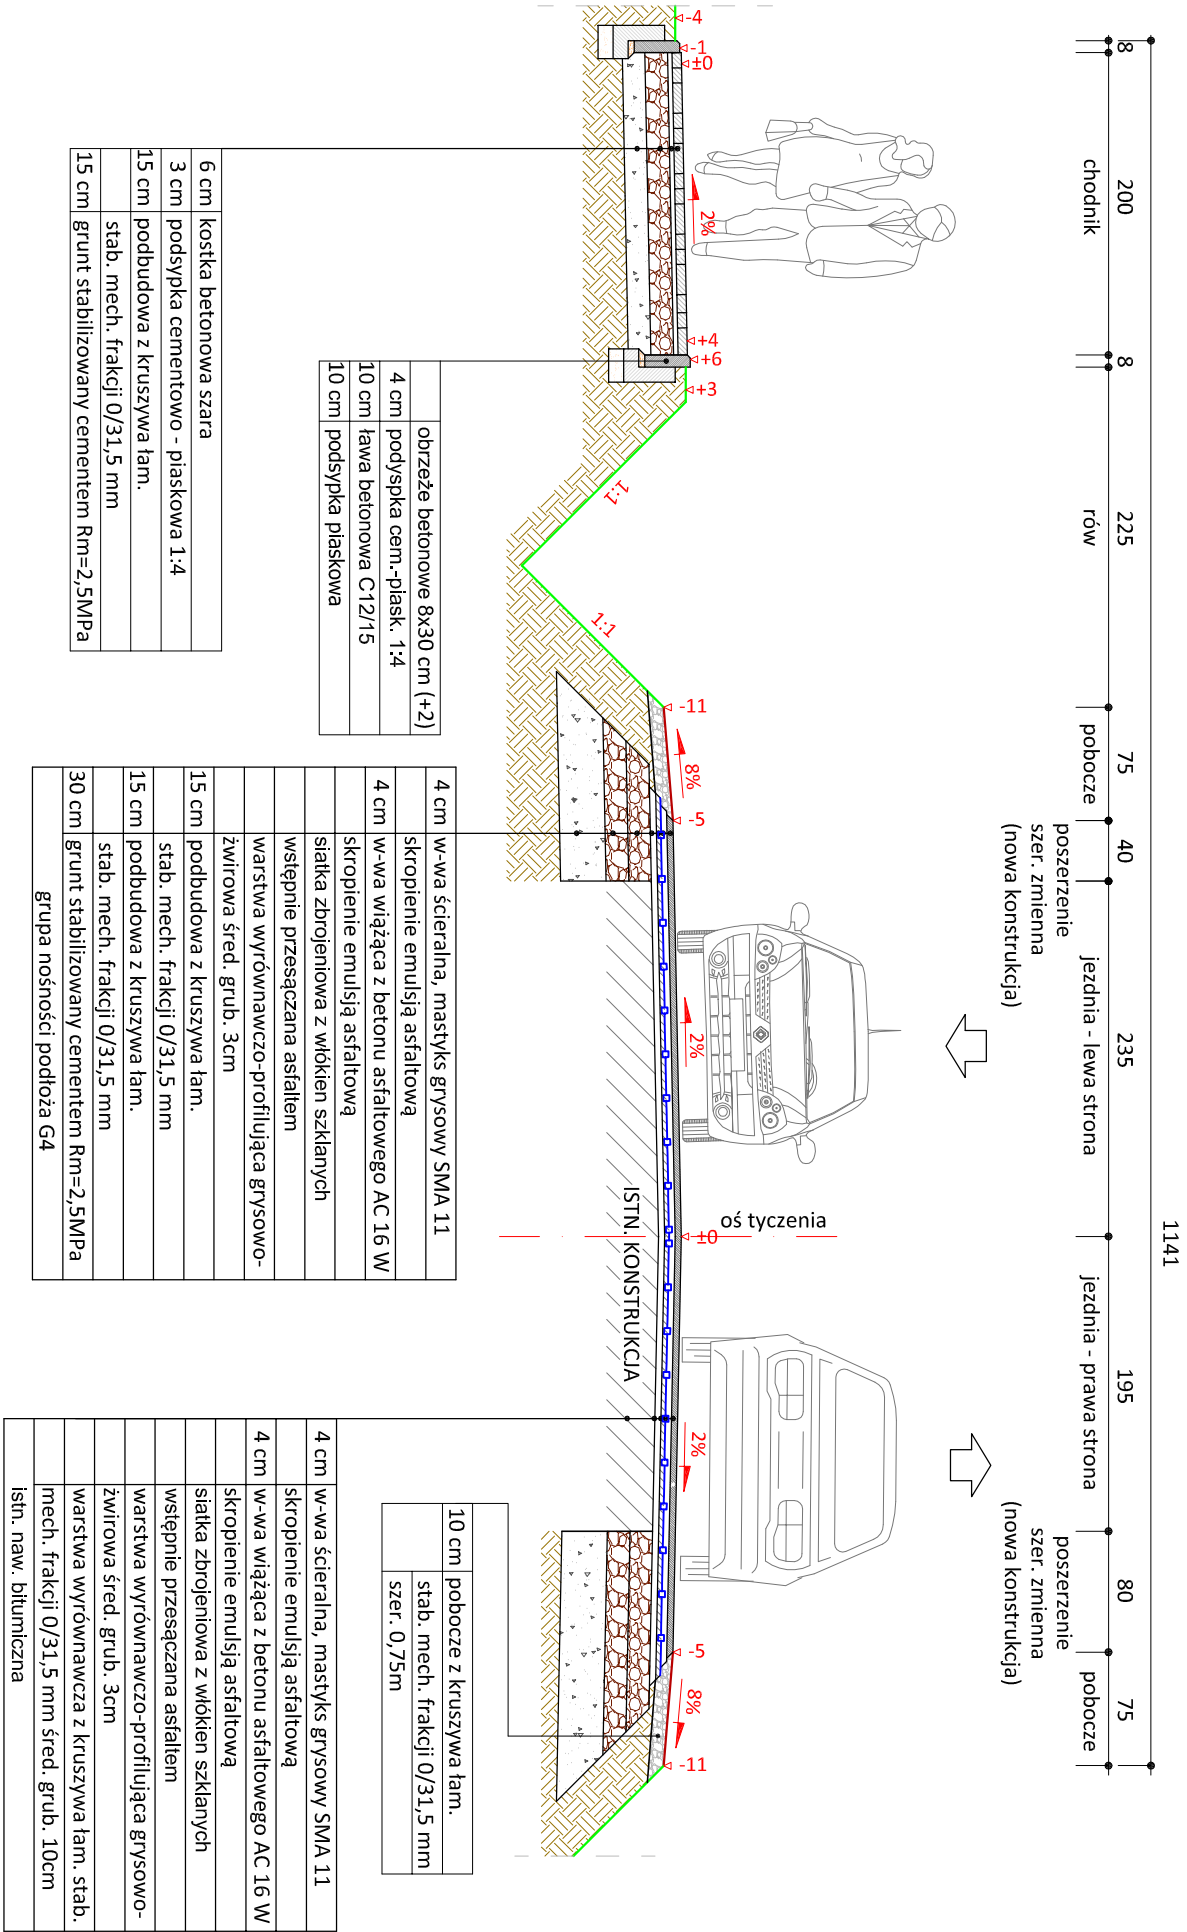 1141
8
200
8
225
75
40
235
195
80
75
chodnik
rów
pobocze
poszerzenie
szer. zmienna
(nowa konstrukcja)
jezdnia - lewa strona
jezdnia - prawa strona
poszerzenie
szer. zmienna
(nowa konstrukcja)
pobocze
oś tyczenia
-4
-1
±0
2%
+4
+6
+3
1:1
1:1
-11
8%
-5
2%
±0
2%
-5
8%
-11
ISTN. KONSTRUKCJA
6 cm kostka betonowa szara
3 cm podsypka cementowo - piaskowa 1:4
15 cm podbudowa z kruszywa łam.
stab. mech. frakcji 0/31,5 mm
15 cm grunt stabilizowany cementem Rm=2,5MPa
obrzeże betonowe 8x30 cm (+2)
4 cm podyspka cem.-piask. 1:4
10 cm ława betonowa C12/15
10 cm podsypka piaskowa
4 cm w-wa ścieralna, mastyks grysowy SMA 11
skropienie emulsją asfaltową
4 cm w-wa wiążąca z betonu asfaltowego AC 16 W
skropienie emulsją asfaltową
siatka zbrojeniowa z włókien szklanych
wstępnie przesączana asfaltem
warstwa wyrównawczo-profilująca grysowo-
żwirowa śred. grub. 3cm
15 cm podbudowa z kruszywa łam.
stab. mech. frakcji 0/31,5 mm
15 cm podbudowa z kruszywa łam.
stab. mech. frakcji 0/31,5 mm
30 cm grunt stabilizowany cementem Rm=2,5MPa
grupa nośności podłoża G4
10 cm pobocze z kruszywa łam.
stab. mech. frakcji 0/31,5 mm
szer. 0,75m
4 cm w-wa ścieralna, mastyks grysowy SMA 11
skropienie emulsją asfaltową
4 cm w-wa wiążąca z betonu asfaltowego AC 16 W
skropienie emulsją asfaltową
siatka zbrojeniowa z włókien szklanych
wstępnie przesączana asfaltem
warstwa wyrównawczo-profilująca grysowo-
żwirowa śred. grub. 3cm
warstwa wyrównawcza z kruszywa łam. stab.
mech. frakcji 0/31,5 mm śred. grub. 10cm
istn. naw. bitumiczna